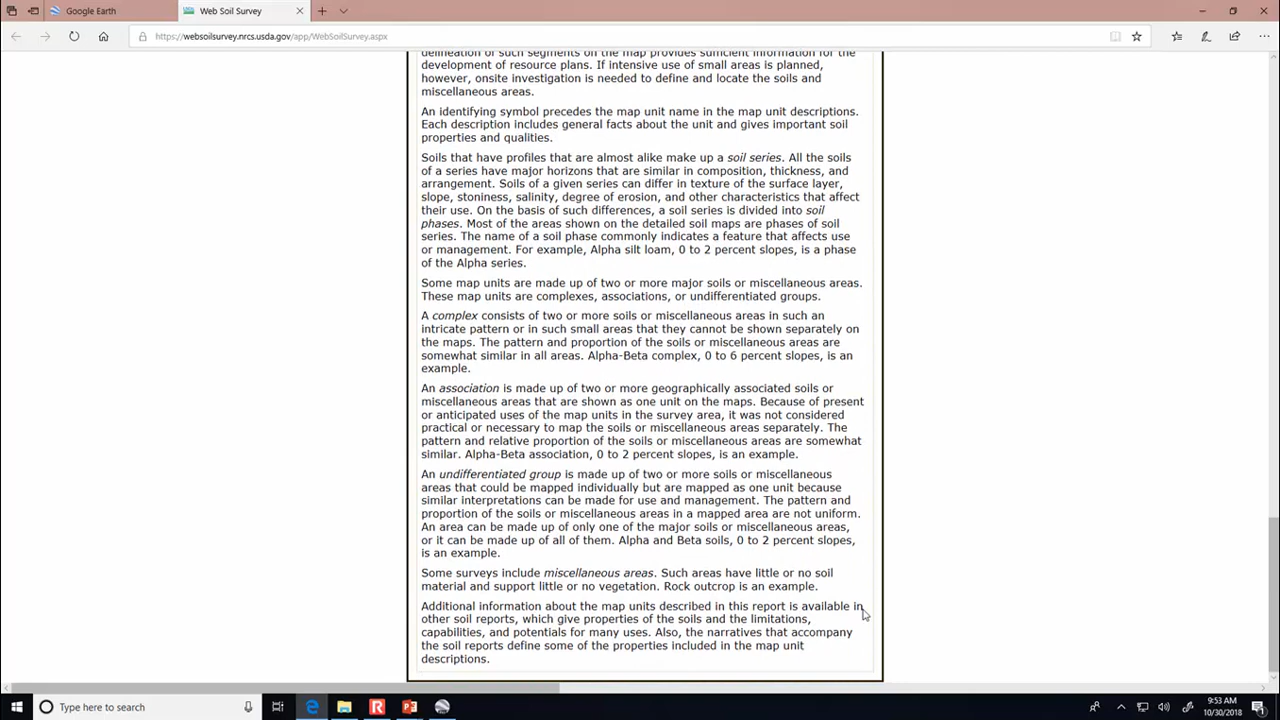 Google Earth
Web Soil Survey
https://websoilsurvey.nrcs.usda.gov/app/WebSoilSurvey.aspx
delineation of such segments on the map provides sufficient information for the
development of resource plans. If intensive use of small areas is planned,
however, onsite investigation is needed to define and locate the soils and
miscellaneous areas.
An identifying symbol precedes the map unit name in the map unit descriptions.
Each description includes general facts about the unit and gives important soil
properties and qualities.
Soils that have profiles that are almost alike make up a soil series. All the soils
of a series have major horizons that are similar in composition, thickness, and
arrangement. Soils of a given series can differ in texture of the surface layer,
slope, stoniness, salinity, degree of erosion, and other characteristics that affect
their use. On the basis of such differences, a soil series is divided into soil
phases. Most of the areas shown on the detailed soil maps are phases of soil
series. The name of a soil phase commonly indicates a feature that affects use
or management. For example, Alpha silt loam, 0 to 2 percent slopes, is a phase
of the Alpha series.
Some map units are made up of two or more major soils or miscellaneous areas.
These map units are complexes, associations, or undifferentiated groups.
A complex consists of two or more soils or miscellaneous areas in such an
intricate pattern or in such small areas that they cannot be shown separately on
the maps. The pattern and proportion of the soils or miscellaneous areas are
somewhat similar in all areas. Alpha-Beta complex, 0 to 6 percent slopes, is an
example.
An association is made up of two or more geographically associated soils or
miscellaneous areas that are shown as one unit on the maps. Because of present
or anticipated uses of the map units in the survey area, it was not considered
practical or necessary to map the soils or miscellaneous areas separately. The
pattern and relative proportion of the soils or miscellaneous areas are somewhat
similar. Alpha-Beta association, 0 to 2 percent slopes, is an example.
An undifferentiated group is made up of two or more soils or miscellaneous
areas that could be mapped individually but are mapped as one unit because
similar interpretations can be made for use and management. The pattern and
proportion of the soils or miscellaneous areas in a mapped area are not uniform.
An area can be made up of only one of the major soils or miscellaneous areas,
or it can be made up of all of them. Alpha and Beta soils, 0 to 2 percent slopes,
is an example.
Some surveys include miscellaneous areas. Such areas have little or no soil
material and support little or no vegetation. Rock outcrop is an example.
Additional information about the map units described in this report is available in
other soil reports, which give properties of the soils and the limitations,
capabilities, and potentials for many uses. Also, the narratives that accompany
the soil reports define some of the properties included in the map unit
descriptions.
Type here to search
9:53 AM
10/30/2018